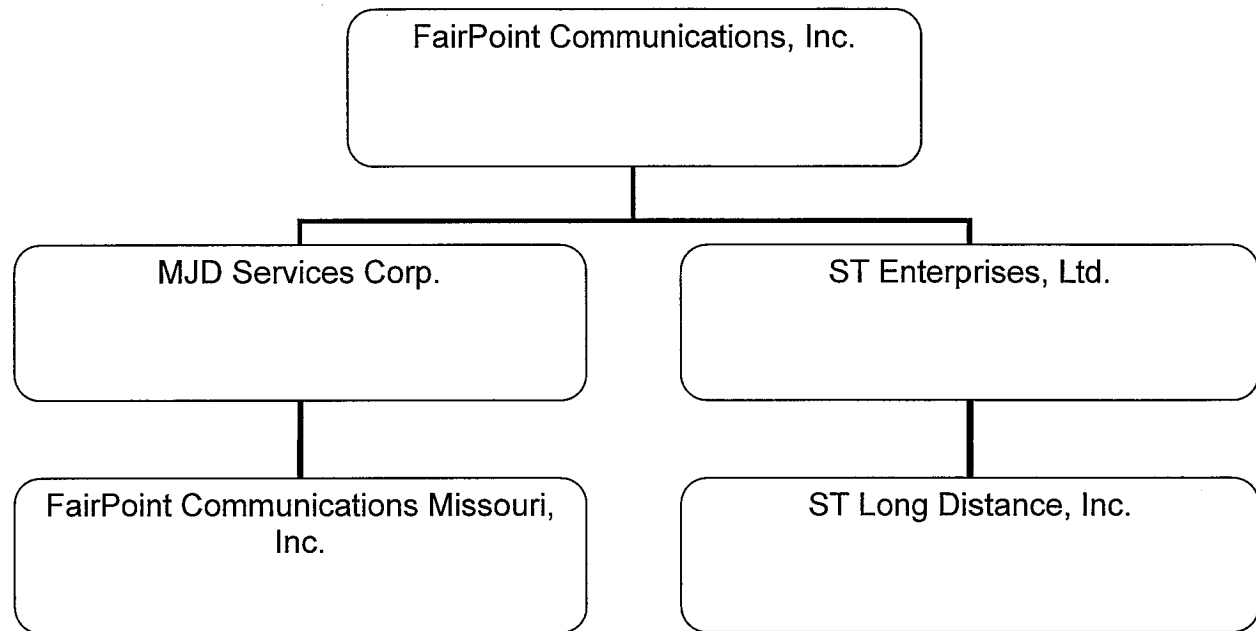 FairPoint Communications, Inc.
MJD Services Corp.
ST Enterprises, Ltd.
FairPoint Communications Missouri,
Inc.
ST Long Distance, Inc.